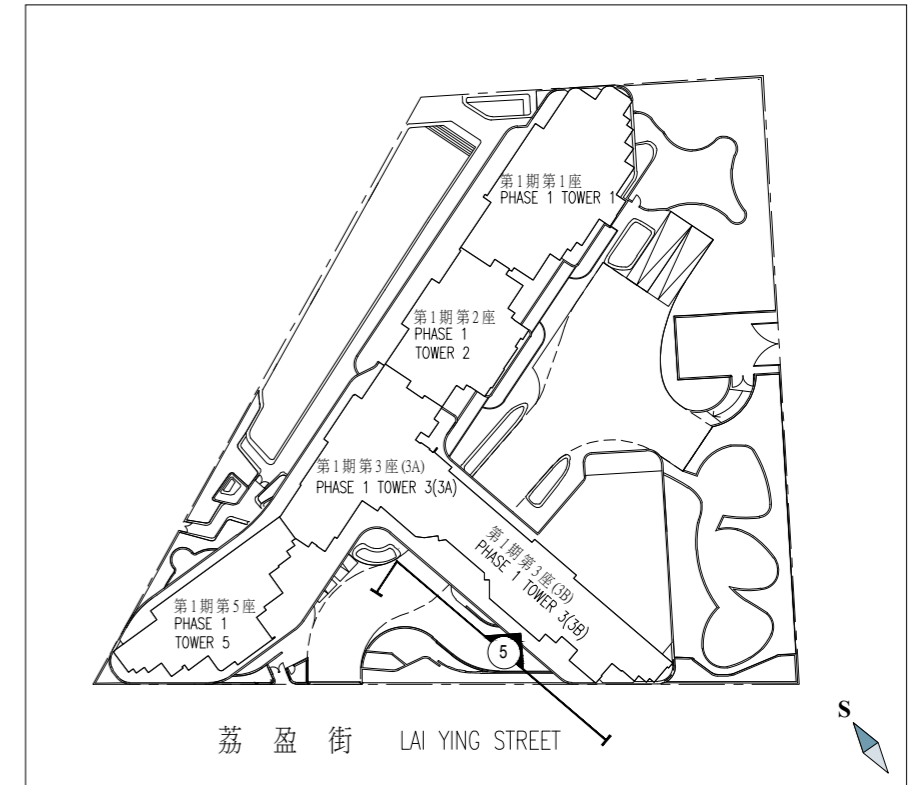 第1期第1座
PHASE 1 TOWER 1
第1期第2座
PHASE 1
TOWER 2
第1期第3座(3A)
PHASE 1 TOWER 3(3A)
第1期第3座(3B)
PHASE 1 TOWER 3(3B)
第1期第5座
PHASE 1
TOWER 5
5
荔盈街 LAI YING STREET
S